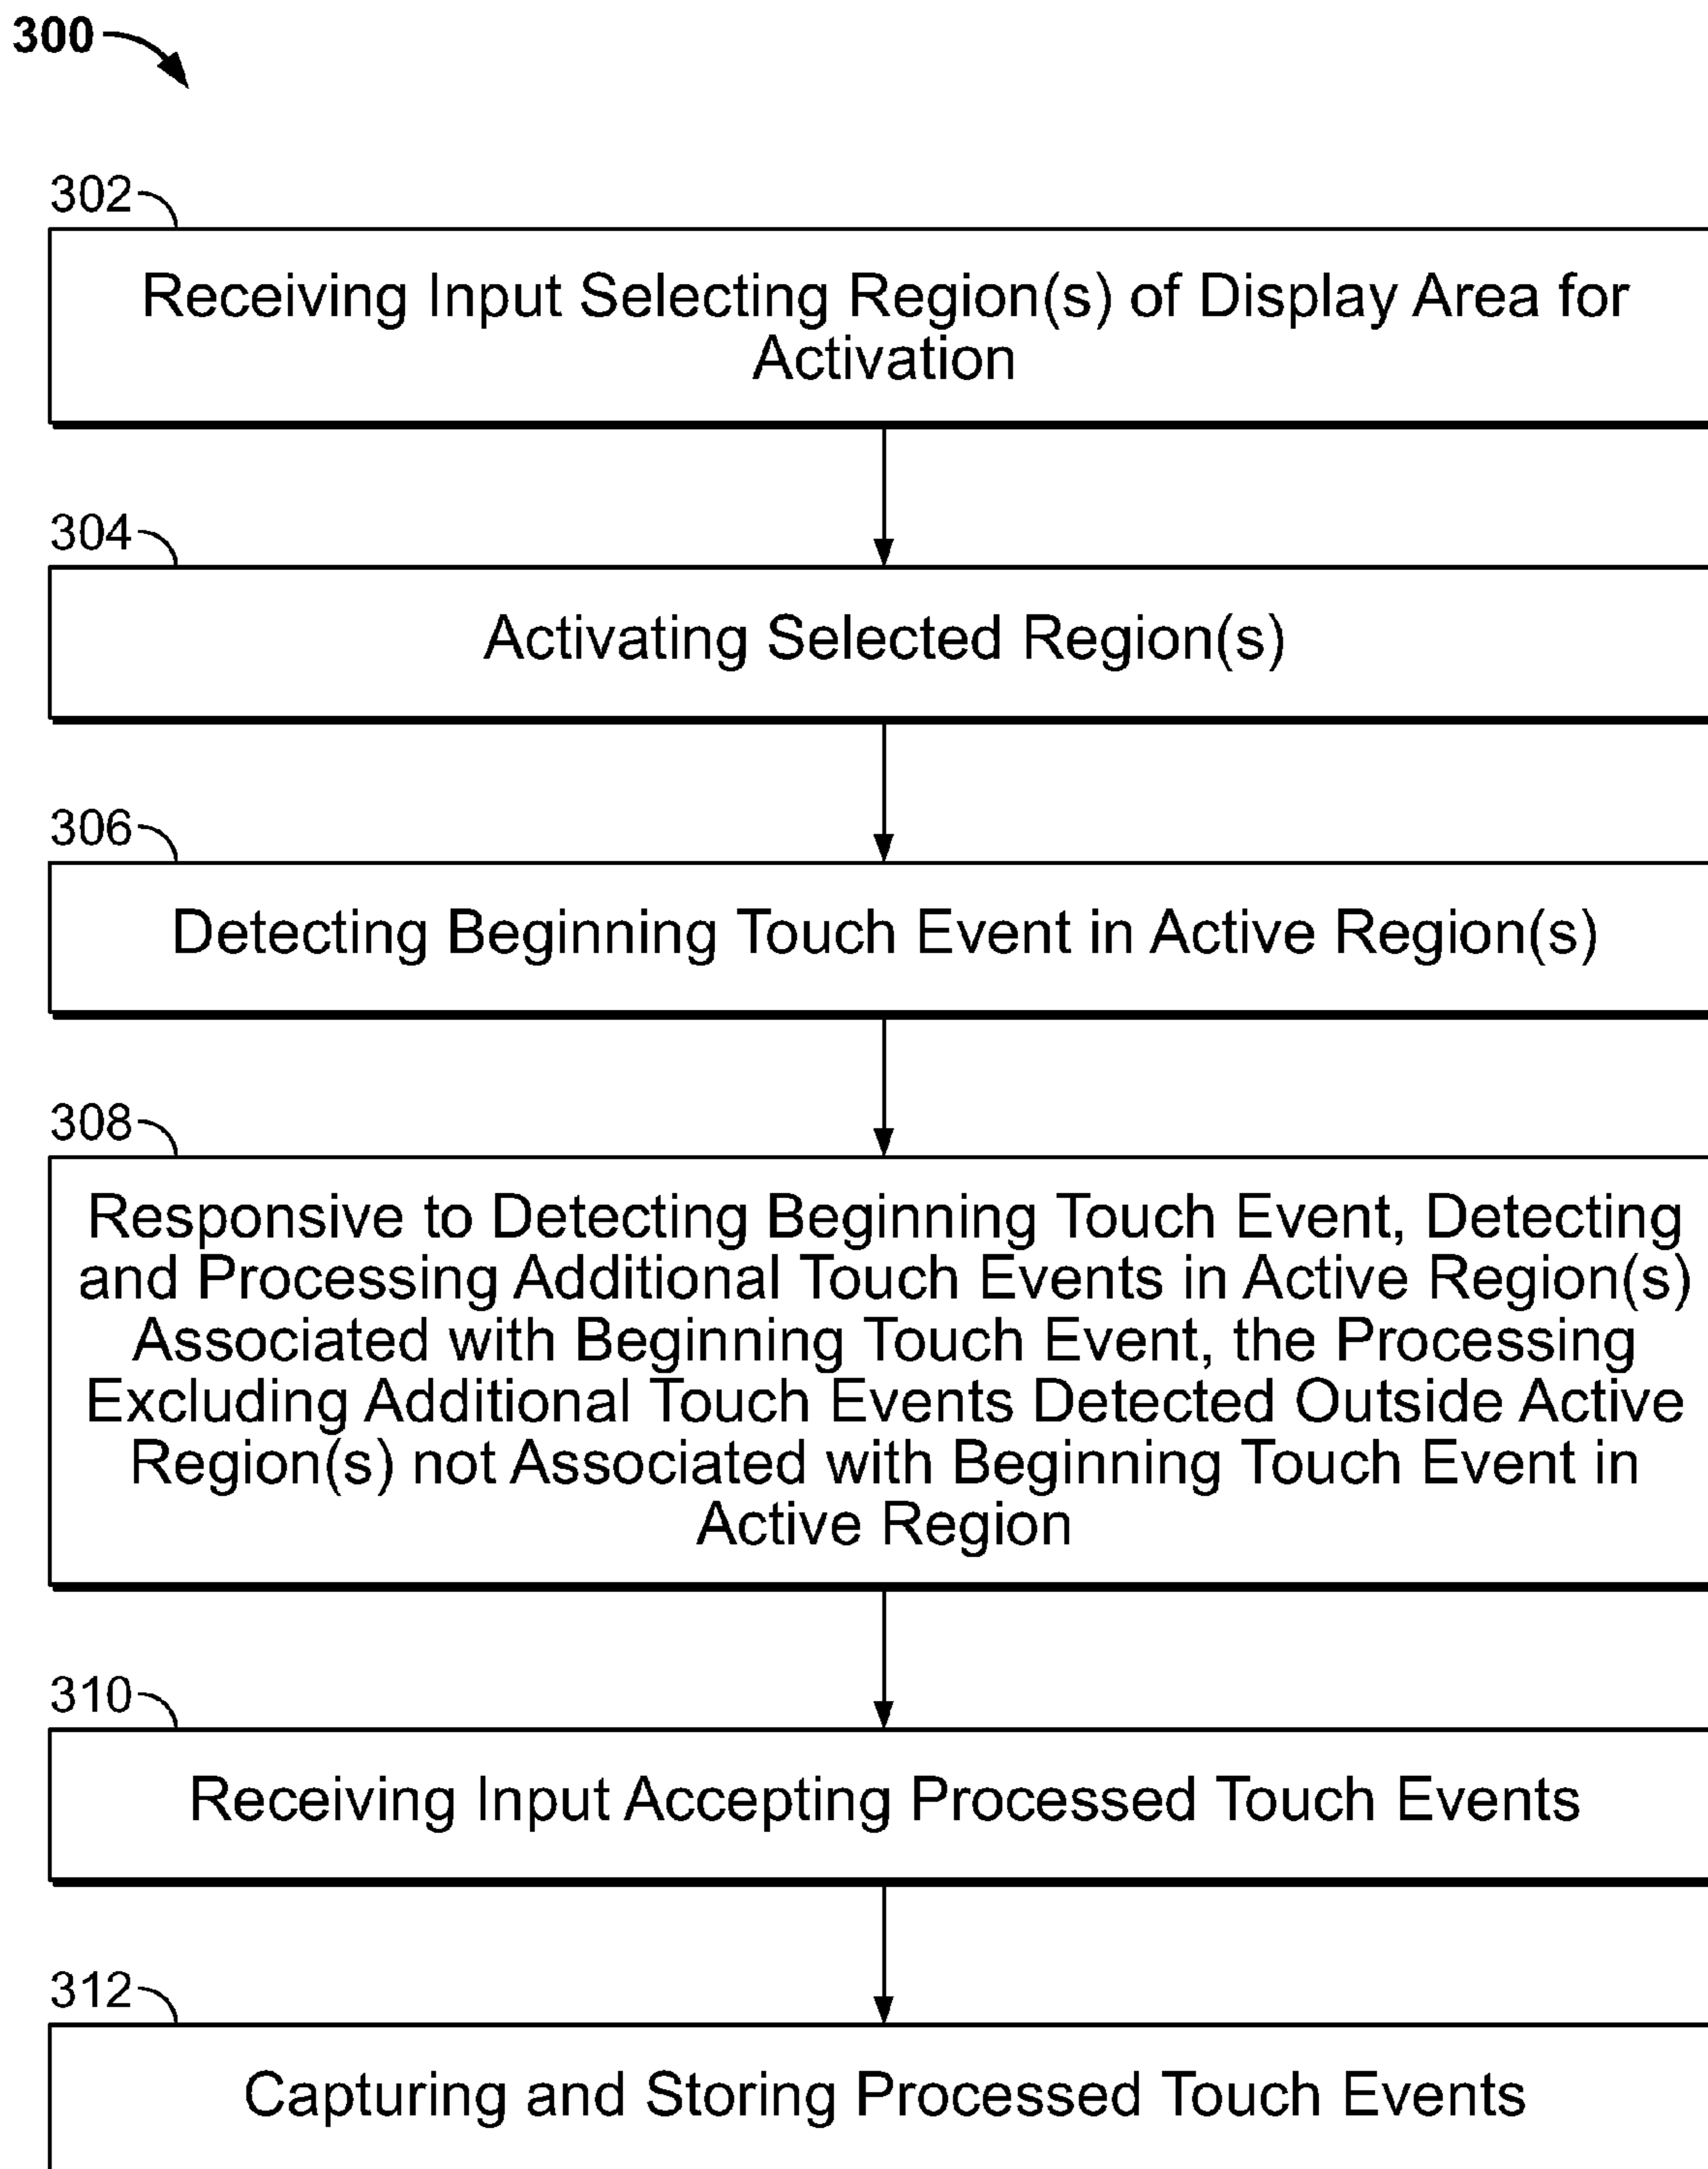 300
302
Receiving Input Selecting Region(s) of Display Area for
Activation
304
Activating Selected Region(s)
306
Detecting Beginning Touch Event in Active Region(s)
308
Responsive to Detecting Beginning Touch Event, Detecting
and Processing Additional Touch Events in Active Region(s)
Associated with Beginning Touch Event, the Processing
Excluding Additional Touch Events Detected Outside Active
Region(s) not Associated with Beginning Touch Event in
Active Region
310
Receiving Input Accepting Processed Touch Events
312
Capturing and Storing Processed Touch Events